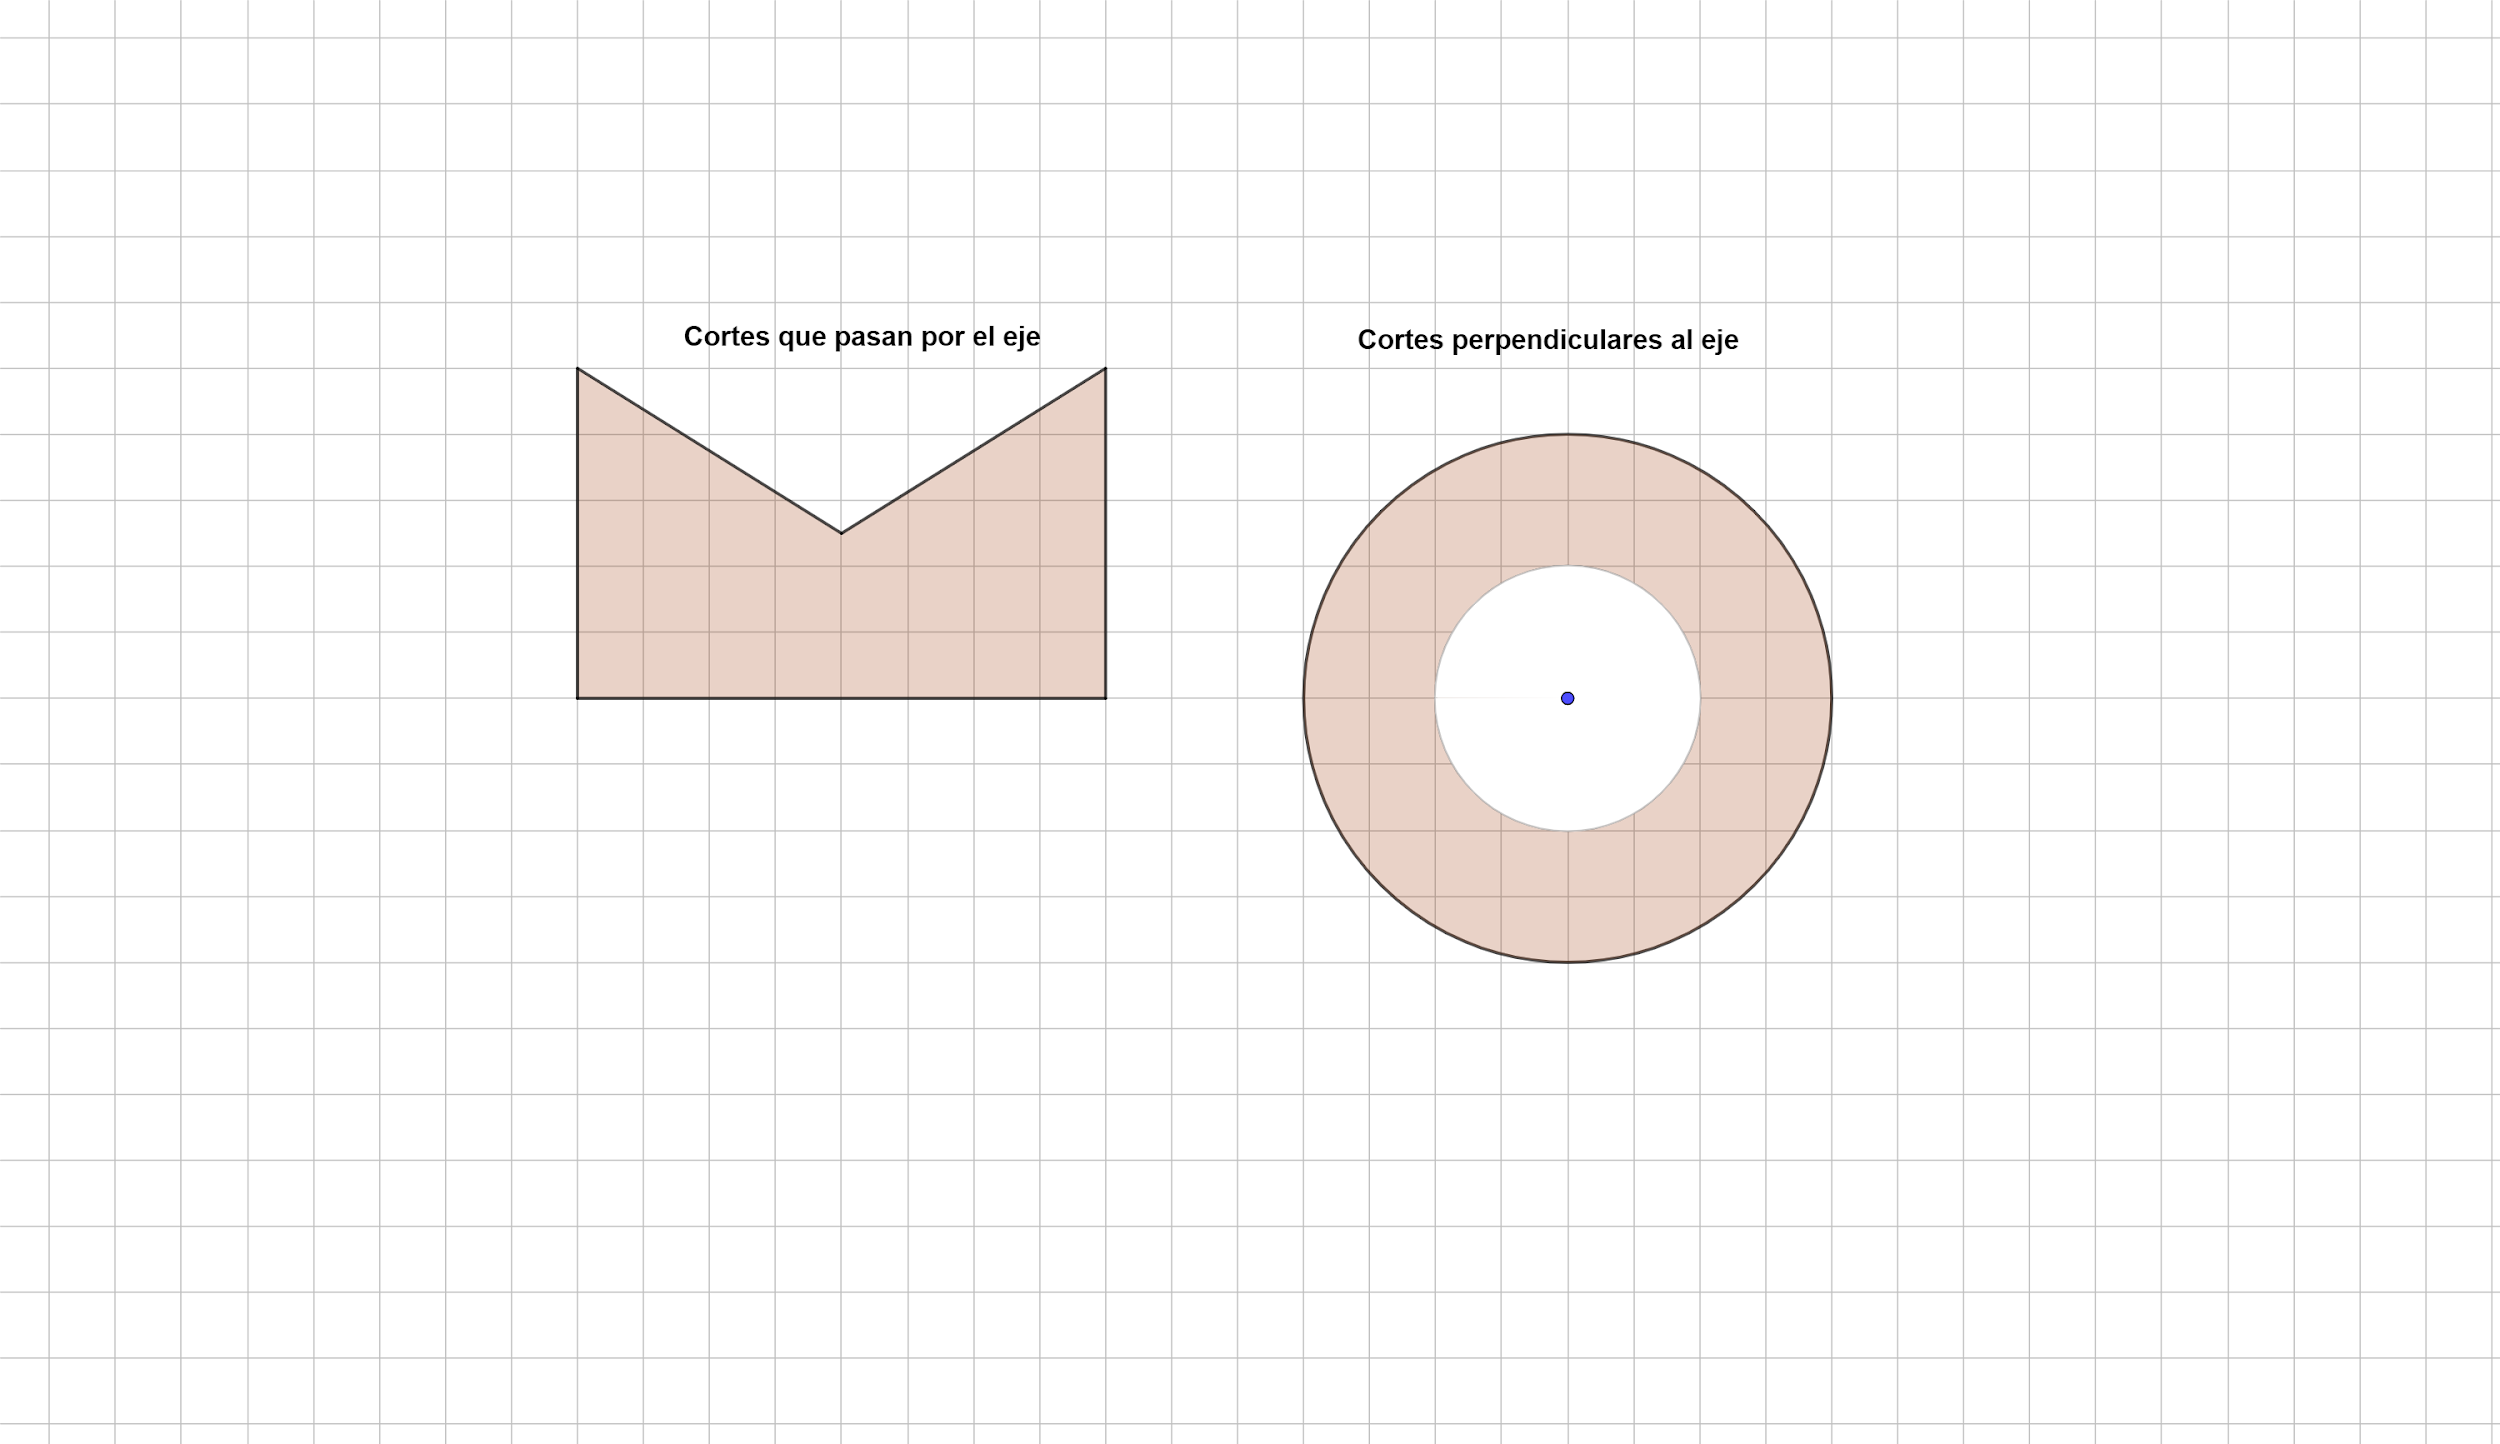 Cortes que pasan por el eje
Cortes perpendiculares al eje